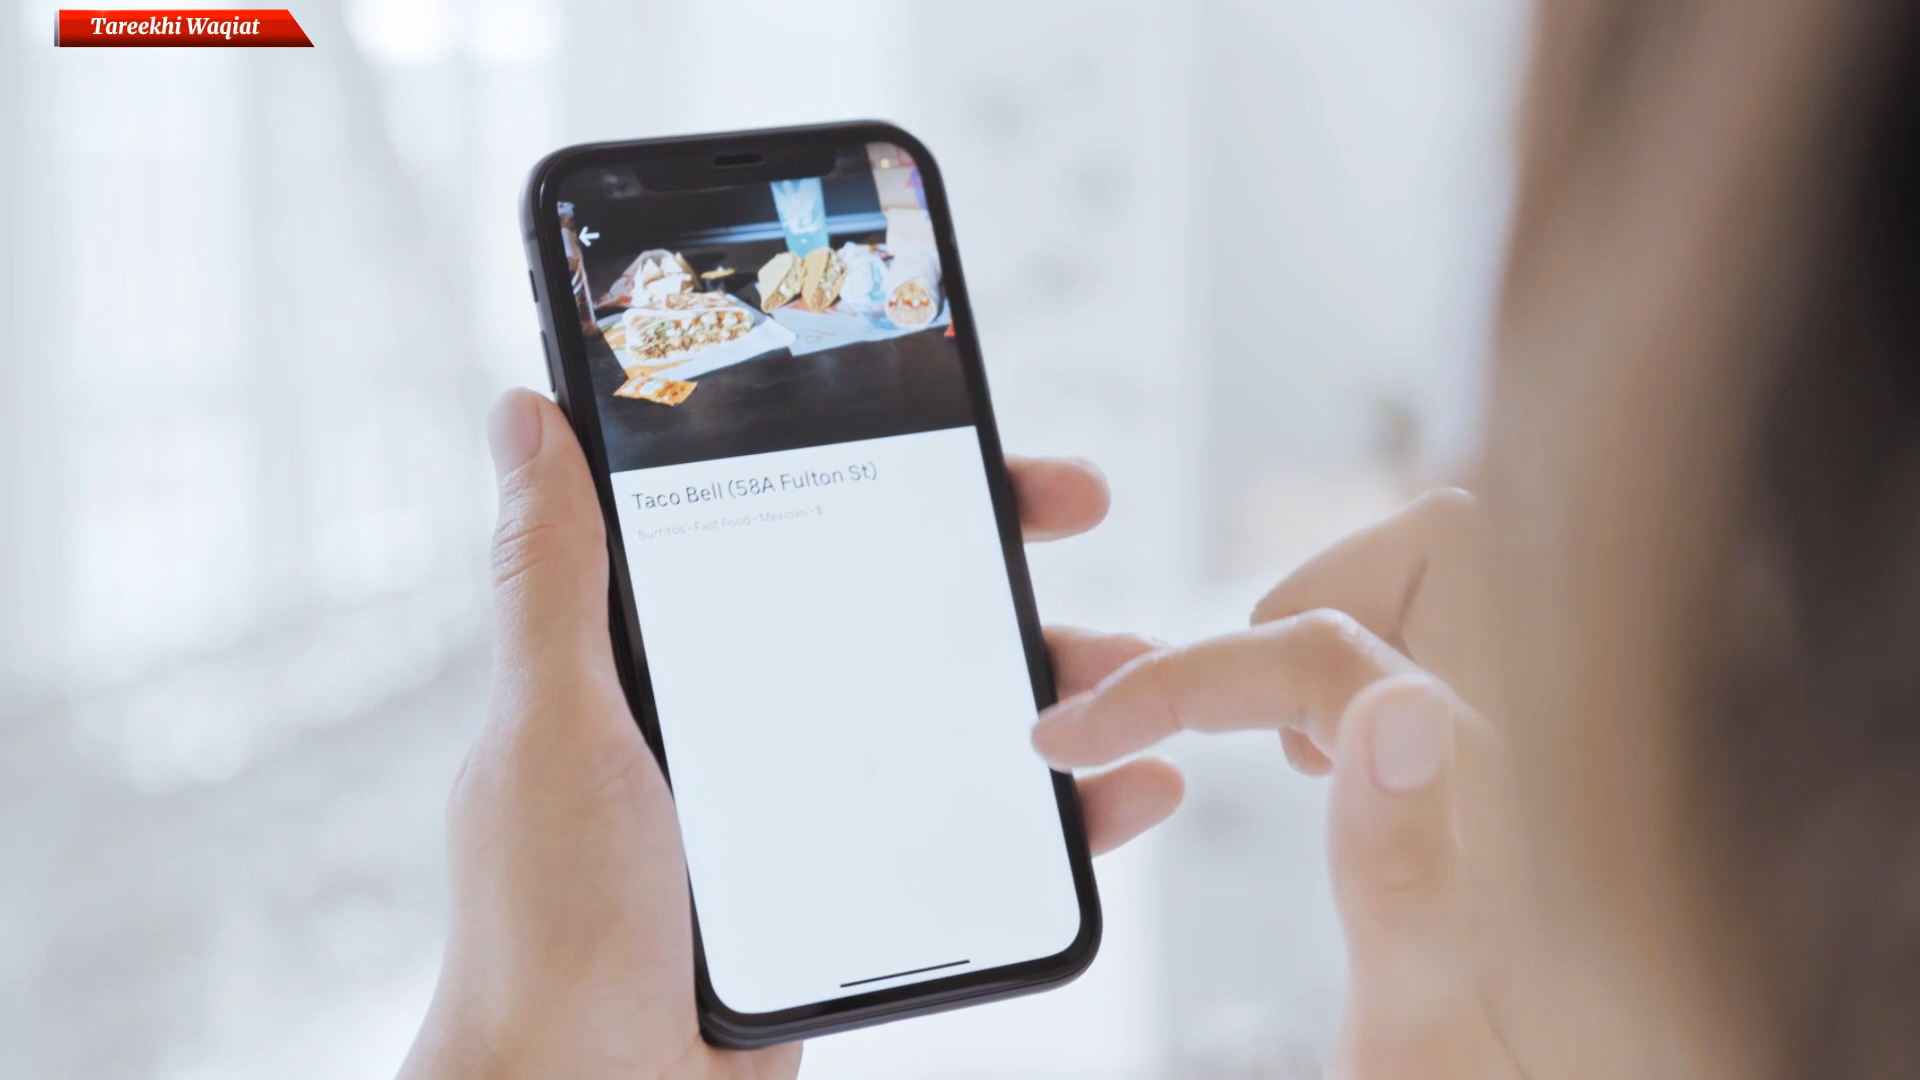 Tareekhi Waqiat
Taco Bell (58A Fulton St)
Burritos • Fast Food • Mexican • $